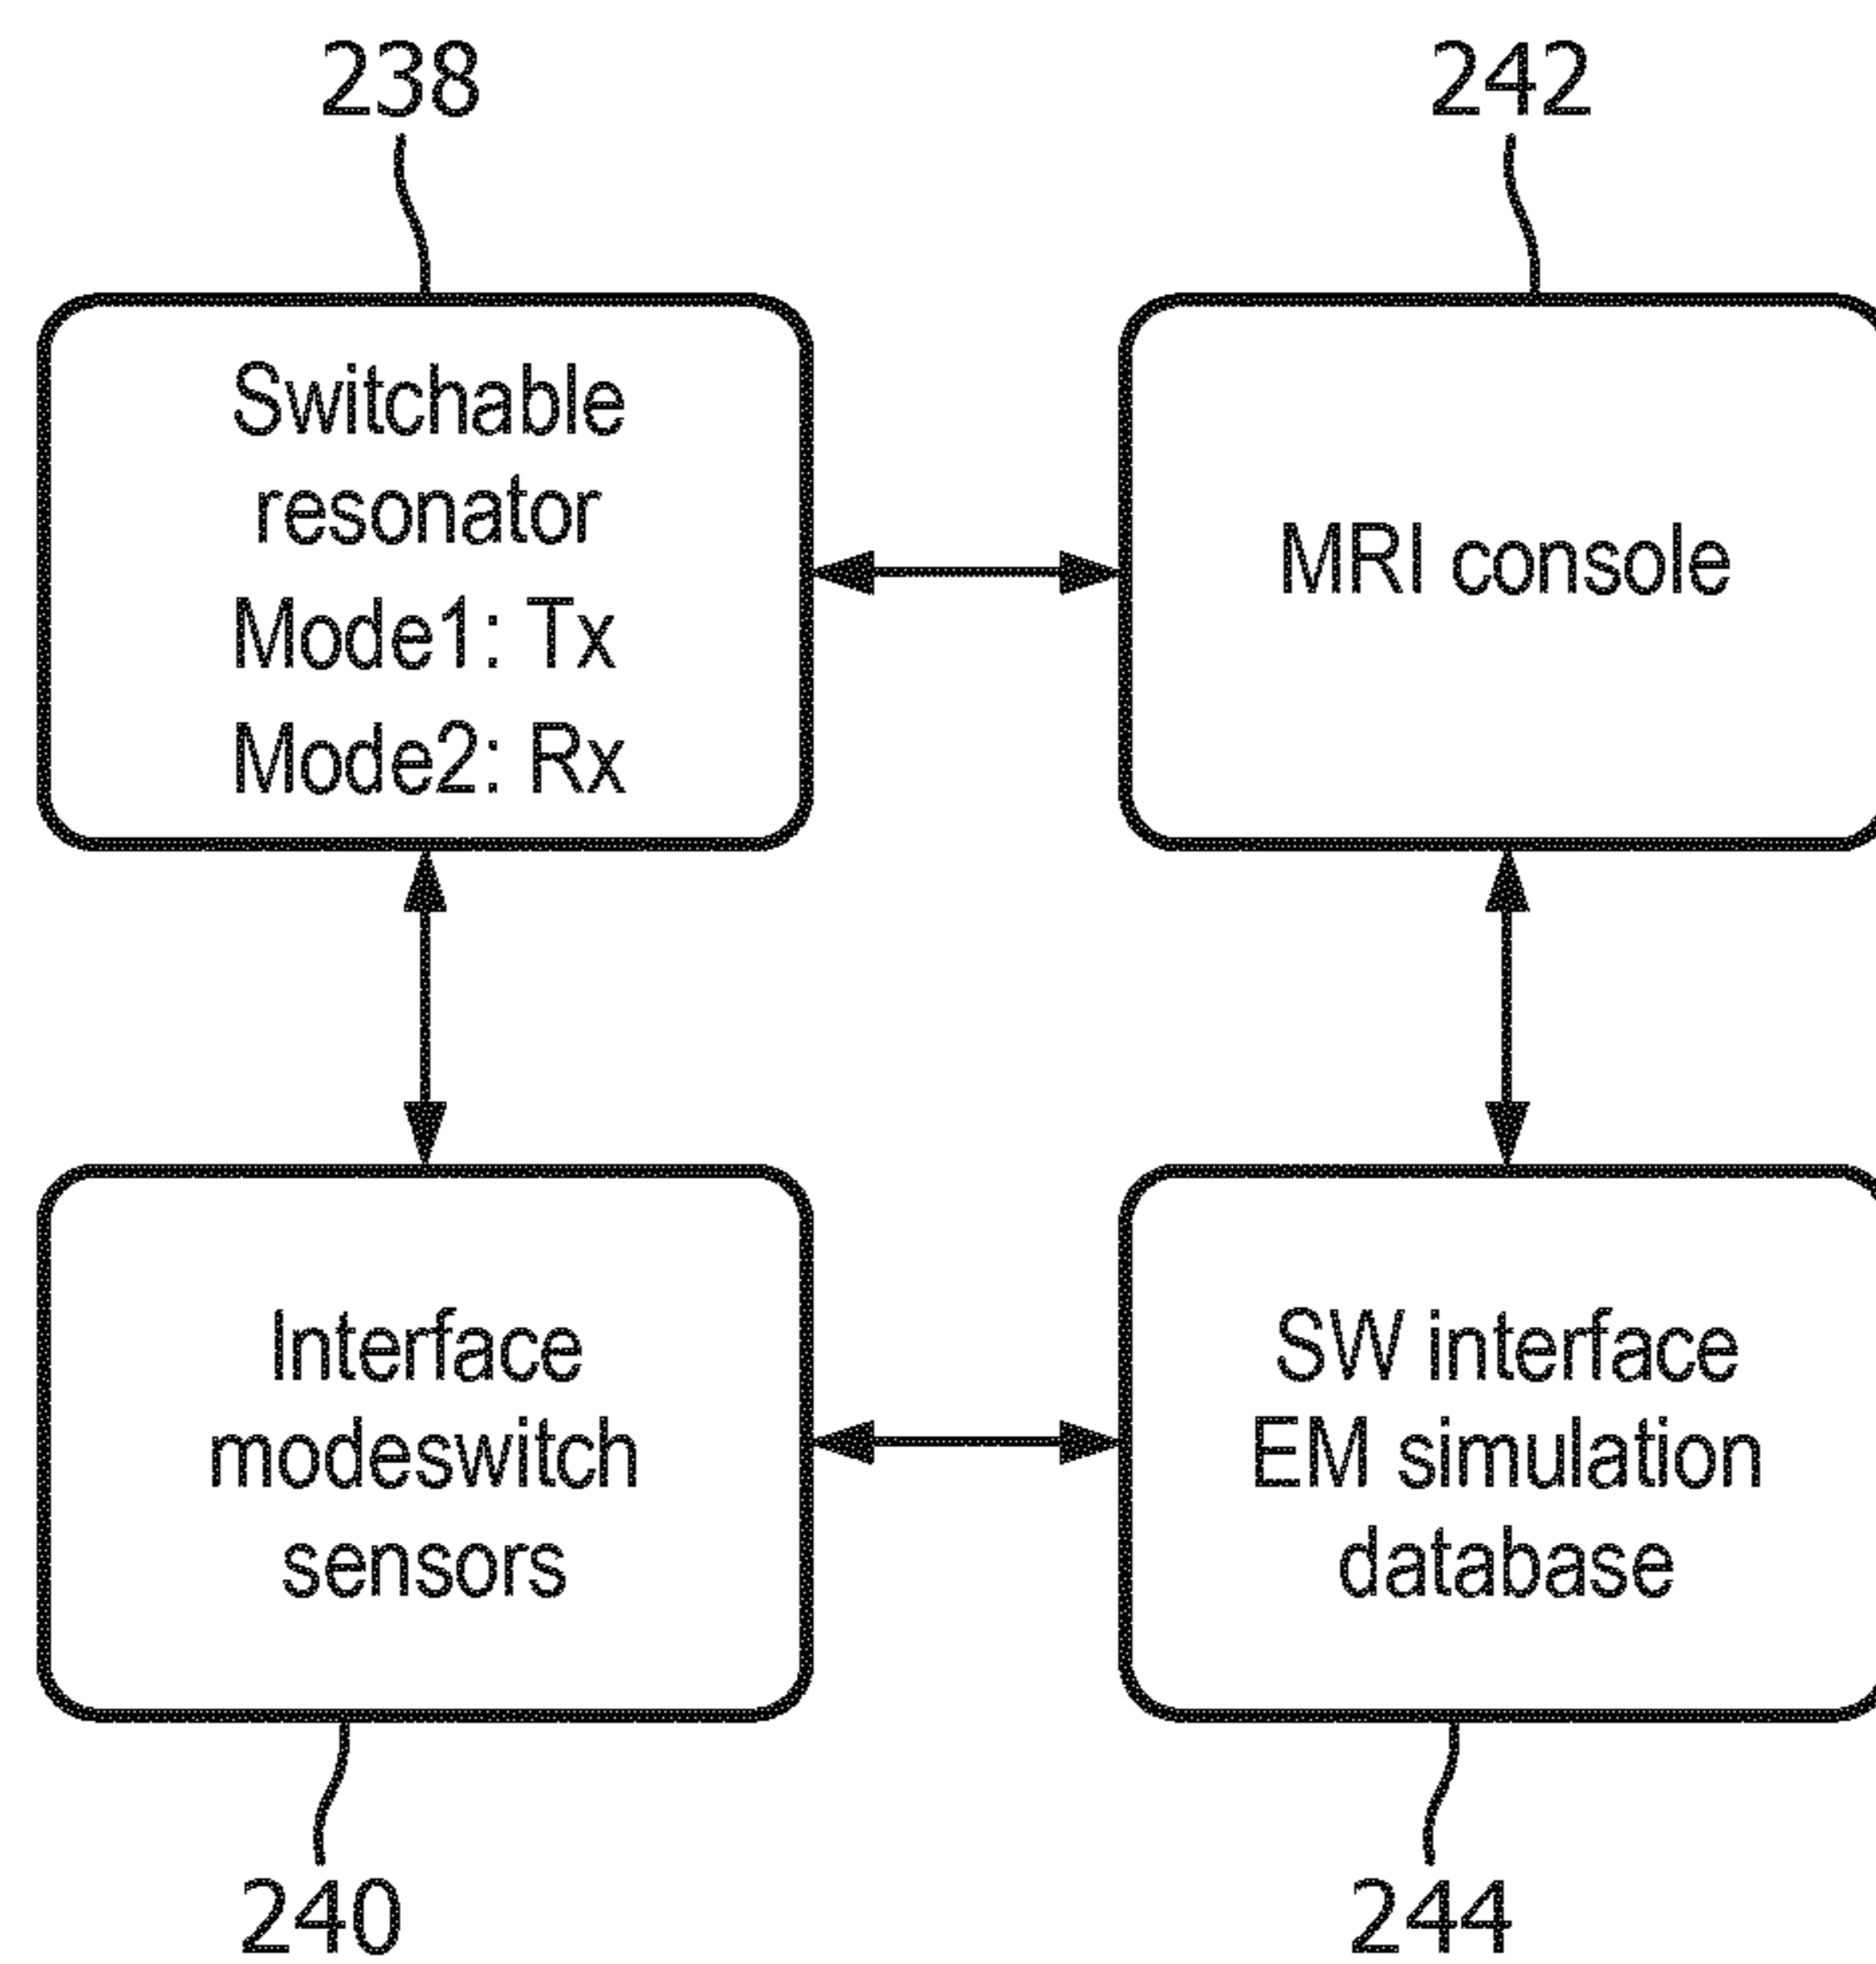 238
242
Switchable
resonator
Mode1: Tx
Mode2: Rx
MRI console
Interface
modeswitch
sensors
SW interface
EM simulation
database
240
244